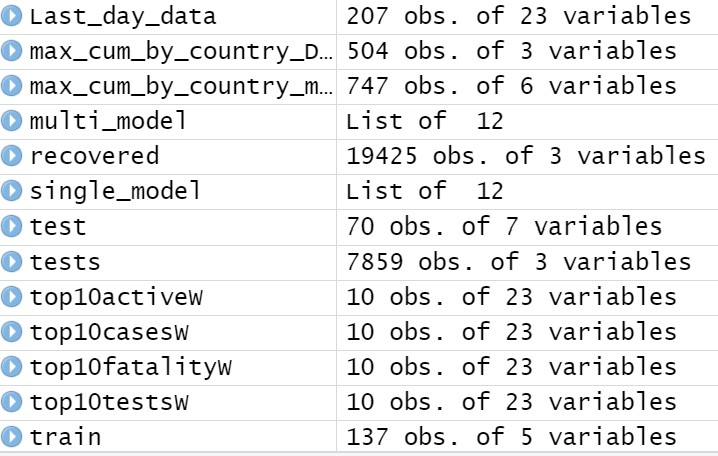 Last_day_data 207 obs. of 23 variables
max_cum_by_country_D… 504 obs. of 3 variables
max_cum_by_country_m… 747 obs. of 6 variables
multi_model List of  12
recovered 19425 obs. of 3 variables
single_model List of  12
test 70 obs. of 7 variables
tests 7859 obs. of 3 variables
top10activeW 10 obs. of 23 variables
top10casesW 10 obs. of 23 variables
top10fatalityW 10 obs. of 23 variables
top10testsW 10 obs. of 23 variables
train 137 obs. of 5 variables